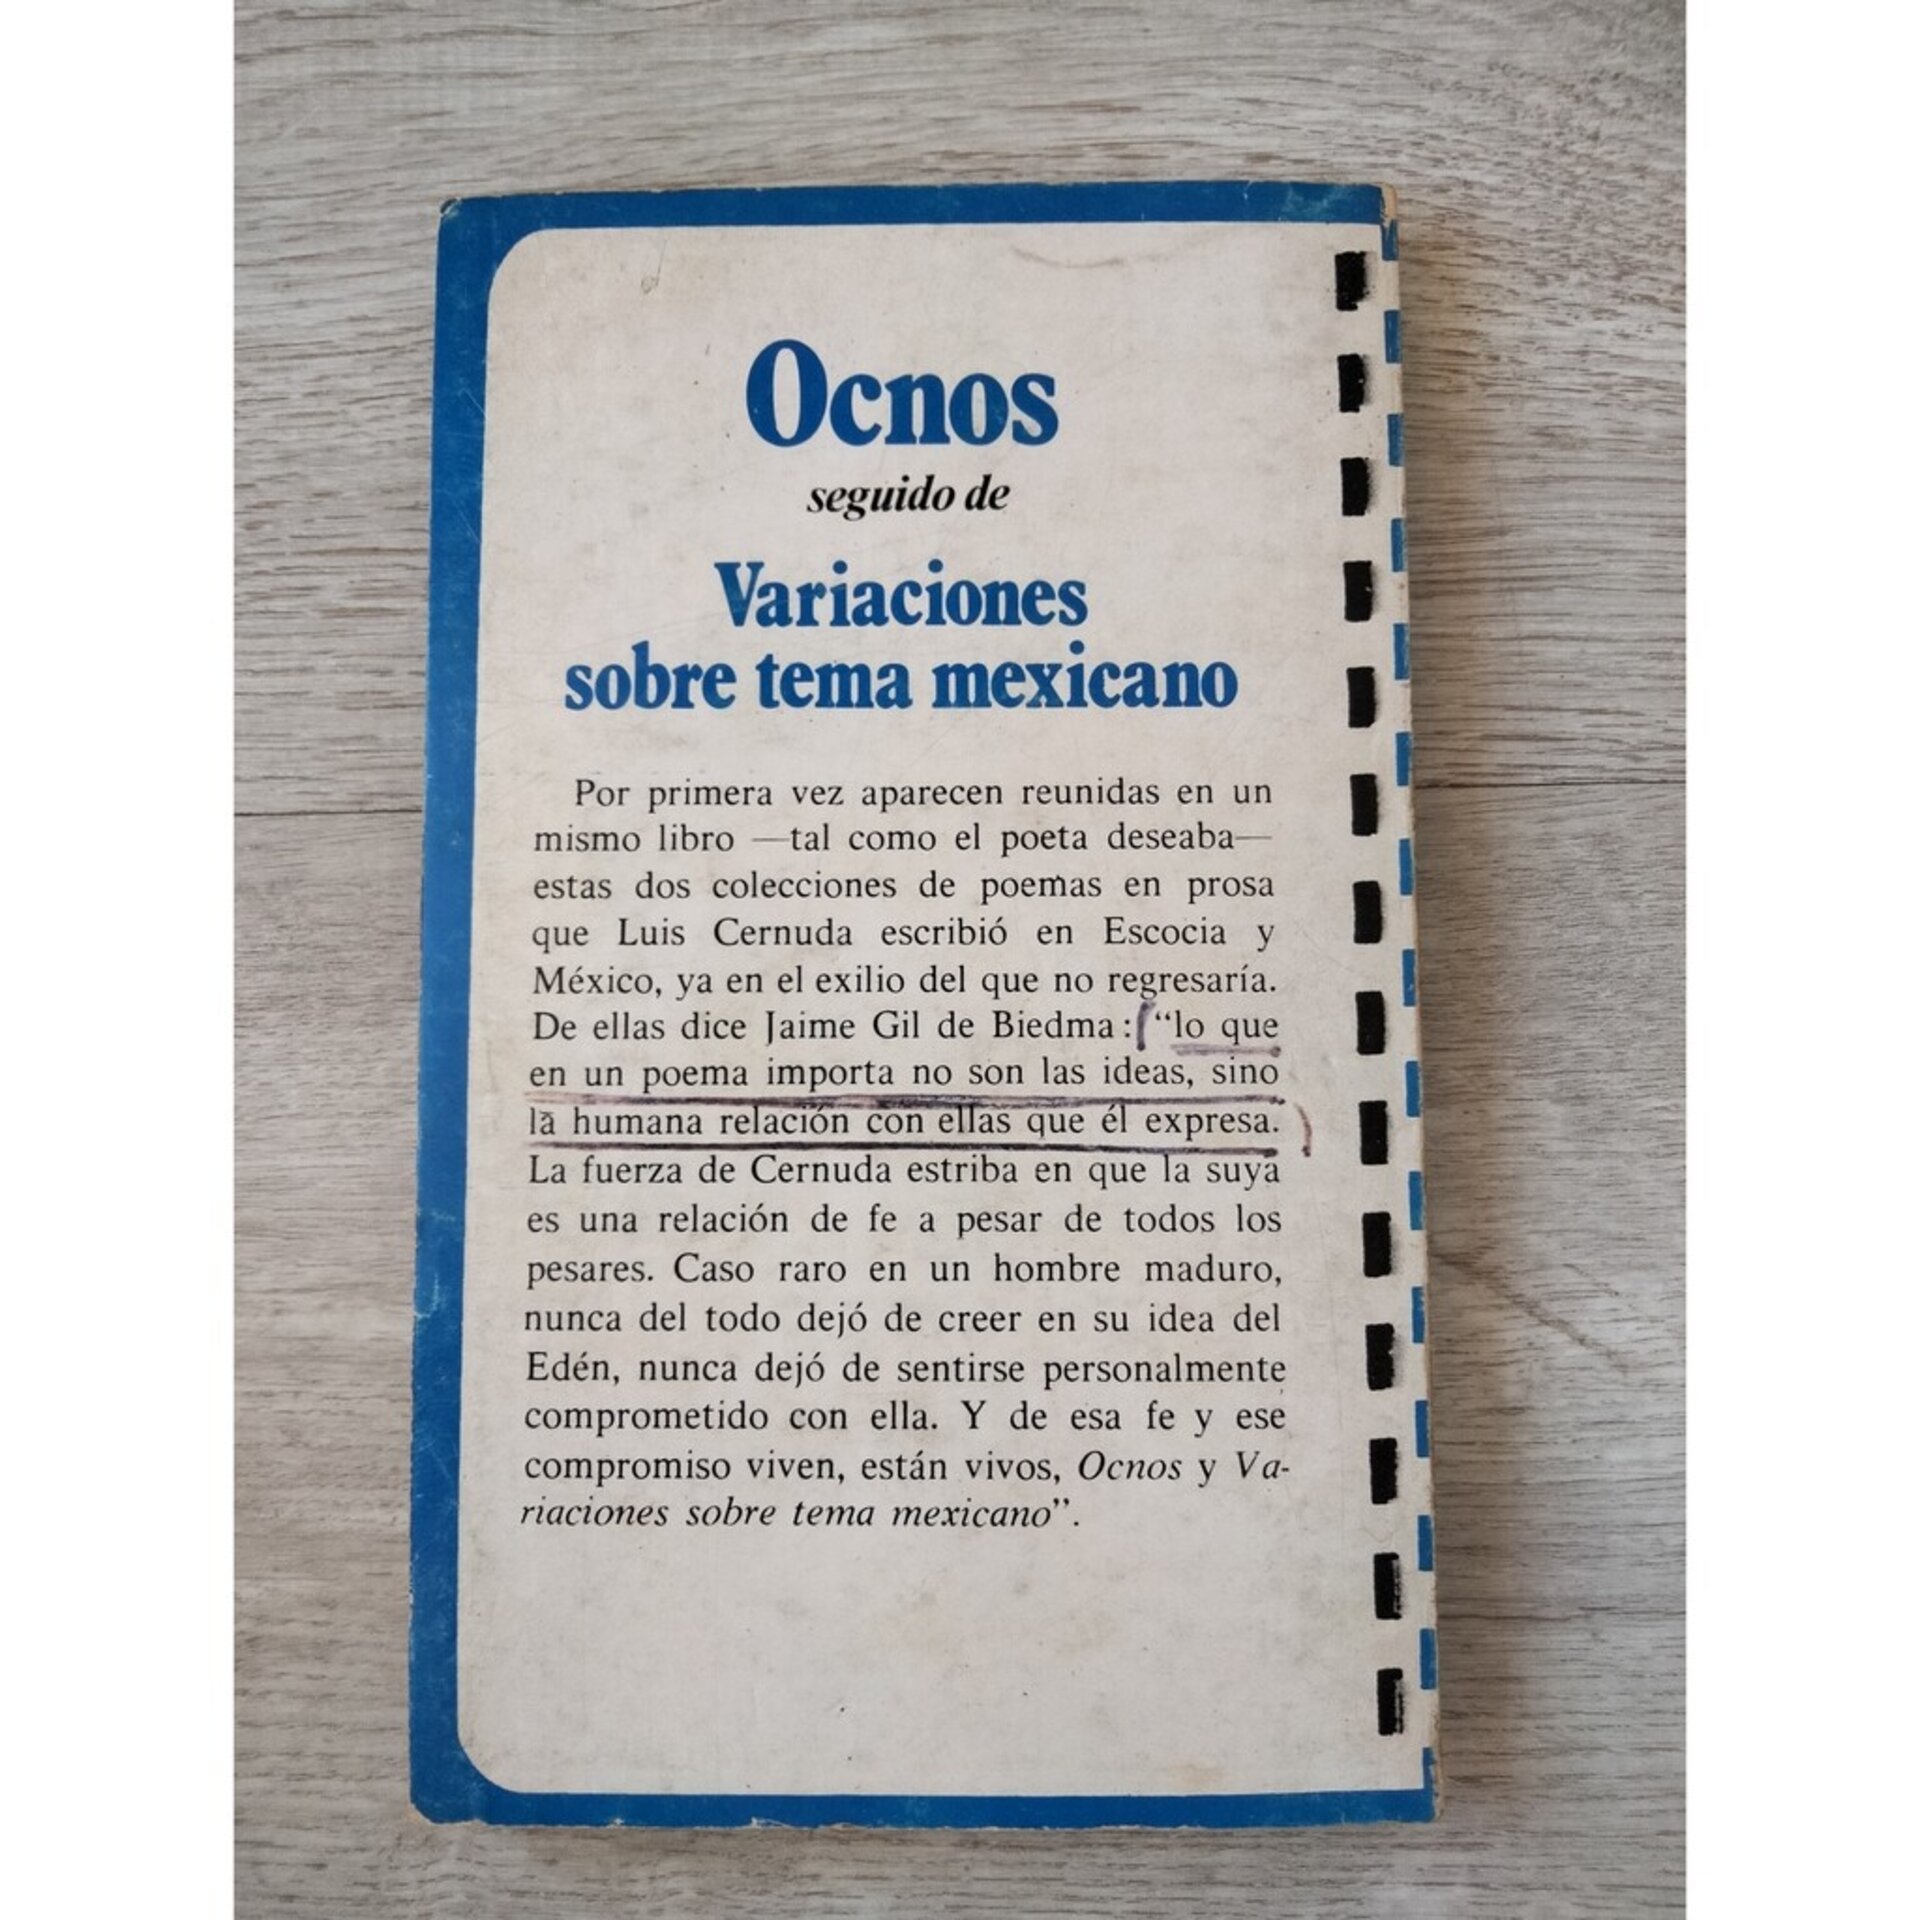 Ocnos
seguido de
Variaciones
sobre tema mexicano
Por primera vez aparecen reunidas en un
mismo libro —tal como el poeta deseaba—
estas dos colecciones de poemas en prosa
que Luis Cernuda escribió en Escocia y
México, ya en el exilio del que no regresaría.
De ellas dice Jaime Gil de Biedma: “lo que
en un poema importa no son las ideas, sino
la humana relación con ellas que él expresa.
La fuerza de Cernuda estriba en que la suya
es una relación de fe a pesar de todos los
pesares. Caso raro en un hombre maduro,
nunca del todo dejó de creer en su idea del
Edén, nunca dejó de sentirse personalmente
comprometido con ella. Y de esa fe y ese
compromiso viven, están vivos, Ocnos y Va-
riaciones sobre tema mexicano”.